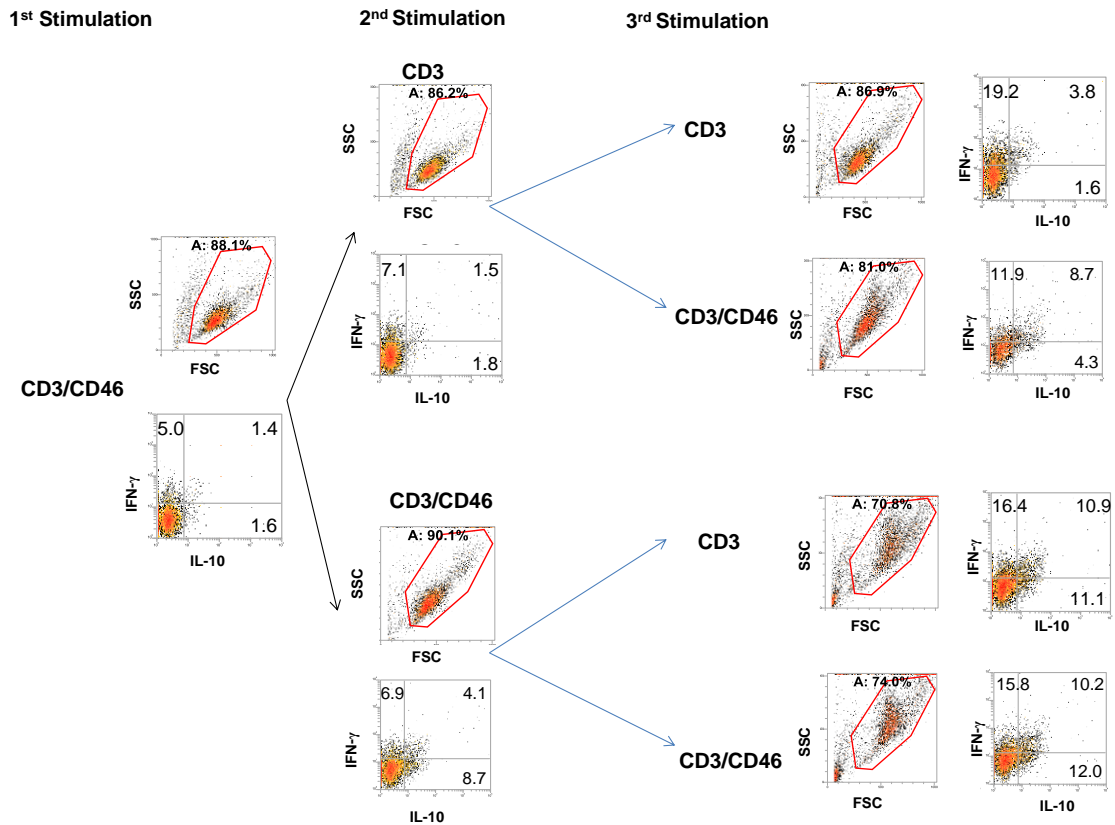 1st Stimulation
2nd Stimulation
3rd Stimulation
CD3
A: 86.2%
SSC
FSC
7.1
1.5
1.8
IFN-γ
IL-10
A: 88.1%
SSC
FSC
CD3/CD46
5.0
1.4
1.6
IFN-γ
IL-10
CD3/CD46
A: 90.1%
SSC
FSC
6.9
4.1
8.7
IFN-γ
IL-10
CD3
A: 86.9%
SSC
FSC
19.2
3.8
1.6
IFN-γ
IL-10
CD3/CD46
A: 81.0%
SSC
FSC
11.9
8.7
4.3
IFN-γ
IL-10
CD3
A: 70.8%
SSC
FSC
16.4
10.9
11.1
IFN-γ
IL-10
CD3/CD46
A: 74.0%
SSC
FSC
15.8
10.2
12.0
IFN-γ
IL-10